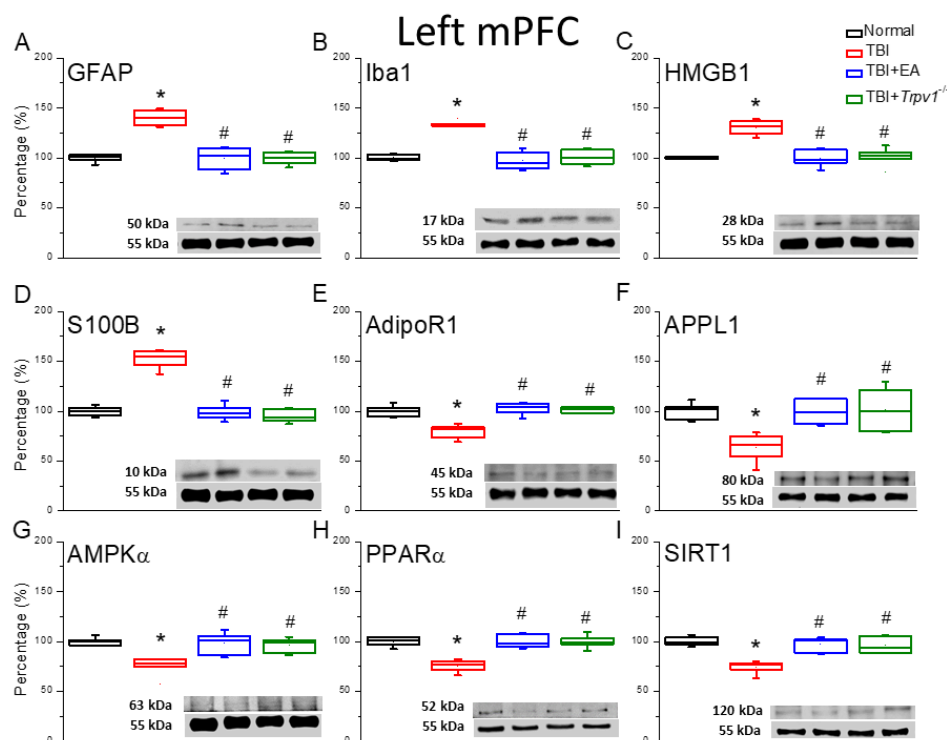 Left mPFC
Normal
TBI
TBI+EA
TBI+Trpv1-/-
A
GFAP
Percentage (%)
200
150
100
50
0
*
#
#
50 kDa
55 kDa
B
Iba1
200
150
100
50
0
*
#
#
17 kDa
55 kDa
C
HMGB1
200
150
100
50
0
*
#
#
28 kDa
55 kDa
D
S100B
Percentage (%)
200
150
100
50
0
*
#
#
10 kDa
55 kDa
E
AdipoR1
200
150
100
50
0
*
#
#
45 kDa
55 kDa
F
APPL1
200
150
100
50
0
*
#
#
80 kDa
55 kDa
G
AMPKα
Percentage (%)
200
150
100
50
0
*
#
#
63 kDa
55 kDa
H
PPARα
200
150
100
50
0
*
#
#
52 kDa
55 kDa
I
SIRT1
200
150
100
50
0
*
#
#
120 kDa
55 kDa